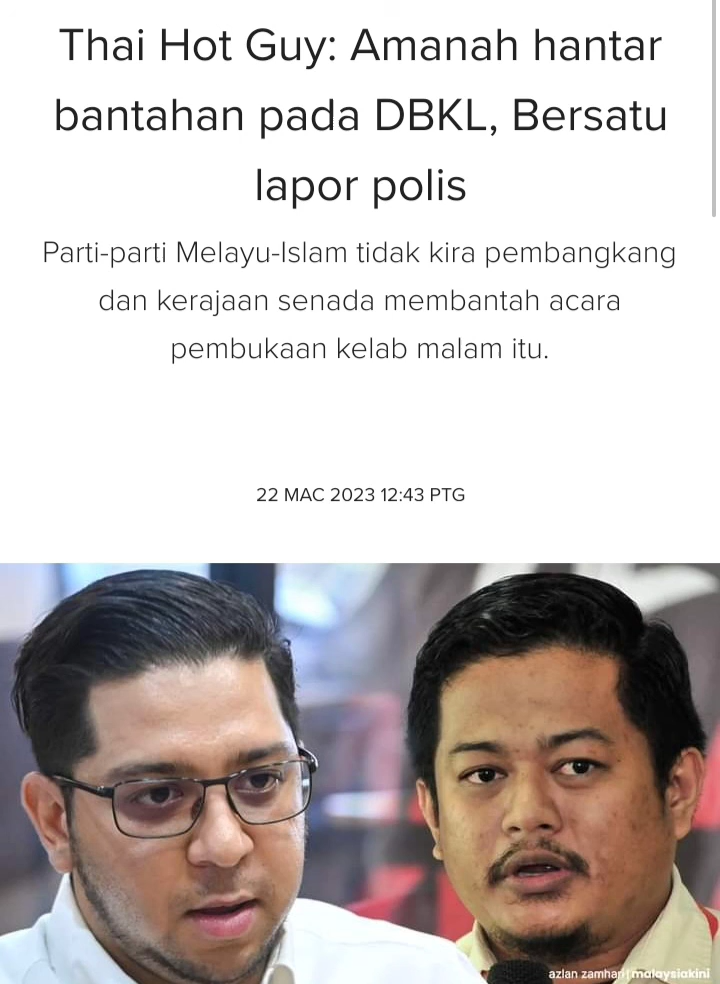 Thai Hot Guy: Amanah hantar
bantahan pada DBKL, Bersatu
lapor polis
Parti-parti Melayu-Islam tidak kira pembangkang
dan kerajaan senada membantah acara
pembukaan kelab malam itu.
22 MAC 2023 12:43 PTG
azlan zamhari | malaysiakini